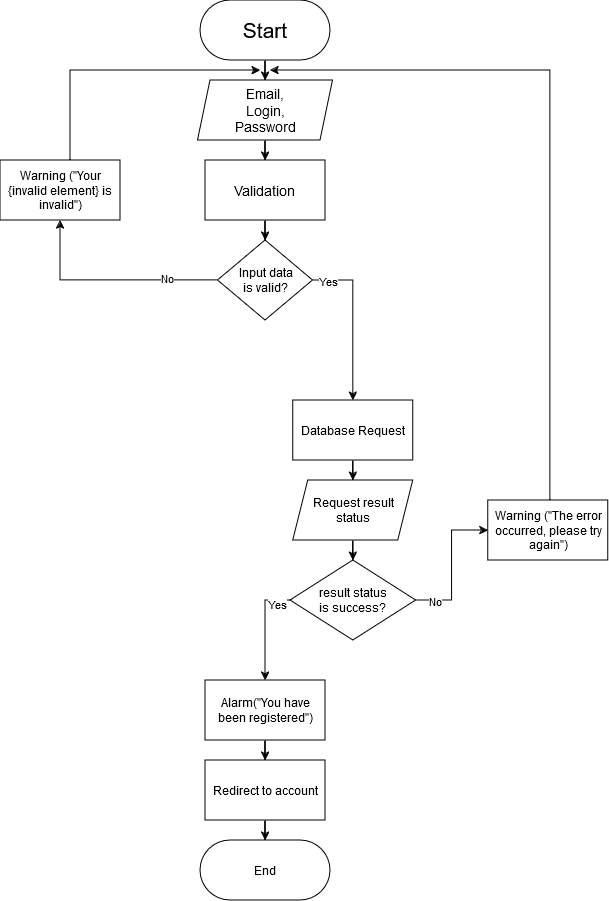 Start
Email,
Login,
Password
Warning ("Your
{invalid element} is
invalid")
Validation
Input data
is valid?
No
Yes
Database Request
Request result
status
Warning ("The error
occurred, please try
again")
result status
is success?
Yes
No
Alarm("You have
been registered")
Redirect to account
End